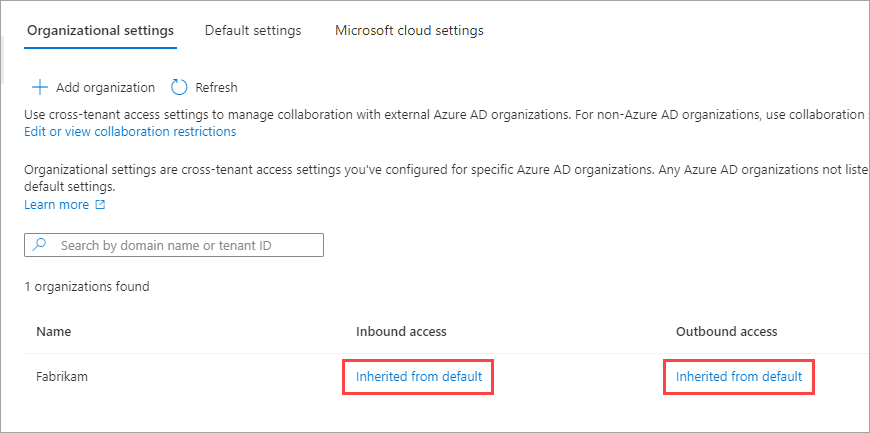 Organizational settings Default settings Microsoft cloud settings
Add organization Refresh
Use cross-tenant access settings to manage collaboration with external Azure AD organizations. For non-Azure AD organizations, use collaboration
Edit or view collaboration restrictions
Organizational settings are cross-tenant access settings you've configured for specific Azure AD organizations. Any Azure AD organizations not liste
default settings.
Learn more
Search by domain name or tenant ID
1 organizations found
Name Inbound access Outbound access
Fabrikam Inherited from default Inherited from default